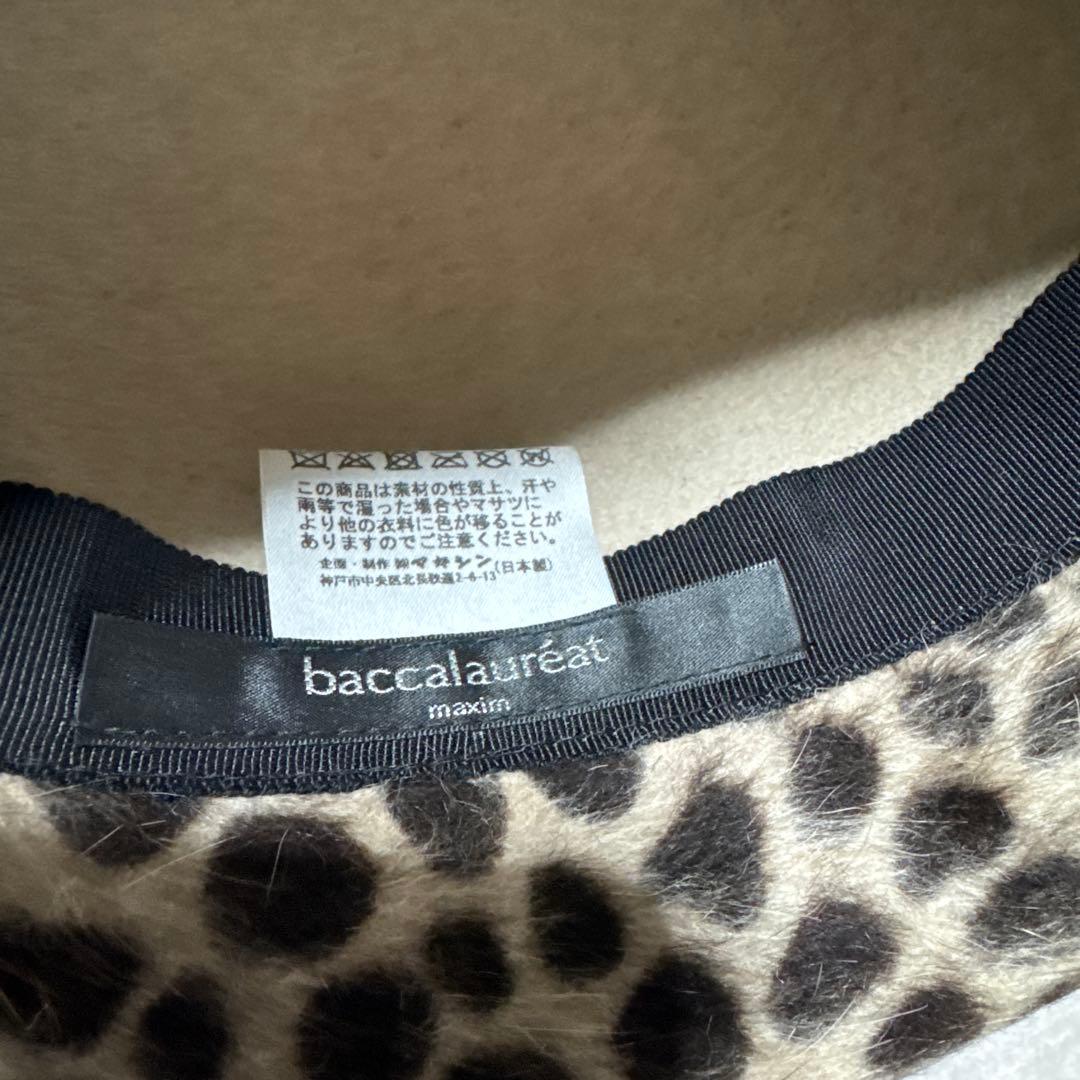 この商品は素材の性質上、汗や
雨等で湿った場合やマサツに
より他の衣料に色が移ることが
ありますのでご注意ください。
企画・制作 ㈱マキシン(日本製)
神戸市中央区北長狭通2-6-13
baccalauréat
maxim